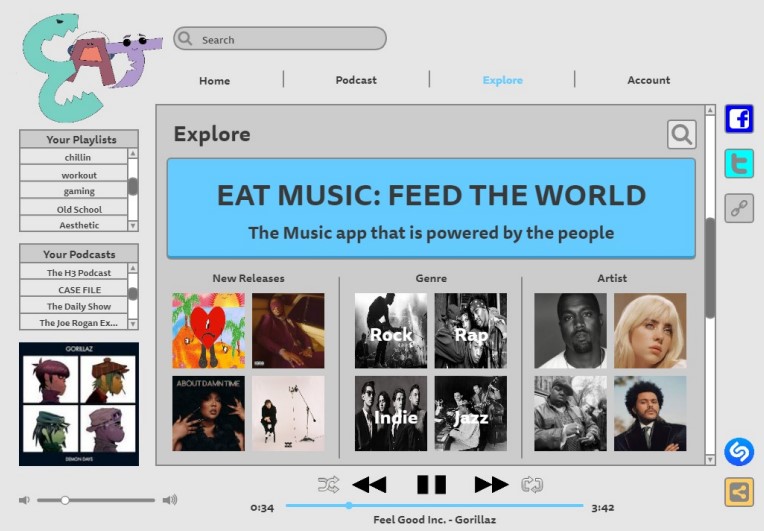 EAT
Search
Home
Podcast
Explore
Account
Your Playlists
chillin
workout
gaming
Old School
Aesthetic
Your Podcasts
The H3 Podcast
CASE FILE
The Daily Show
The Joe Rogan Ex...
GORILLAZ
DEMON DAYS
Explore
EAT MUSIC: FEED THE WORLD
The Music app that is powered by the people
New Releases
Genre
Artist
Rock
Rap
ABOUT DAMN TIME
Indie
Jazz
0:34
3:42
Feel Good Inc. - Gorillaz